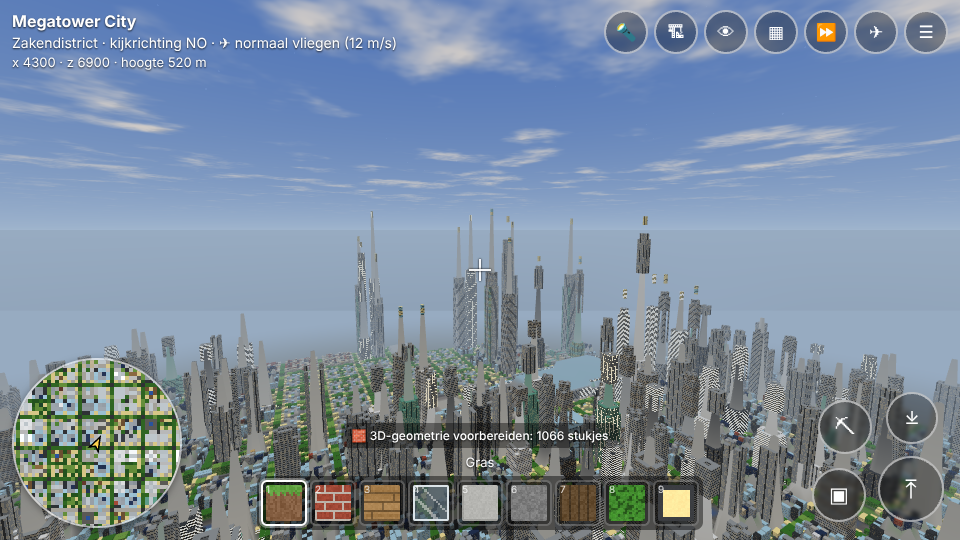 Megatower City
Zakendistrict · kijkrichting NO · ✈ normaal vliegen (12 m/s)
x 4300 · z 6900 · hoogte 520 m
3D-geometrie voorbereiden: 1066 stukjes
Gras
2 3 4 5 6 7 8 9